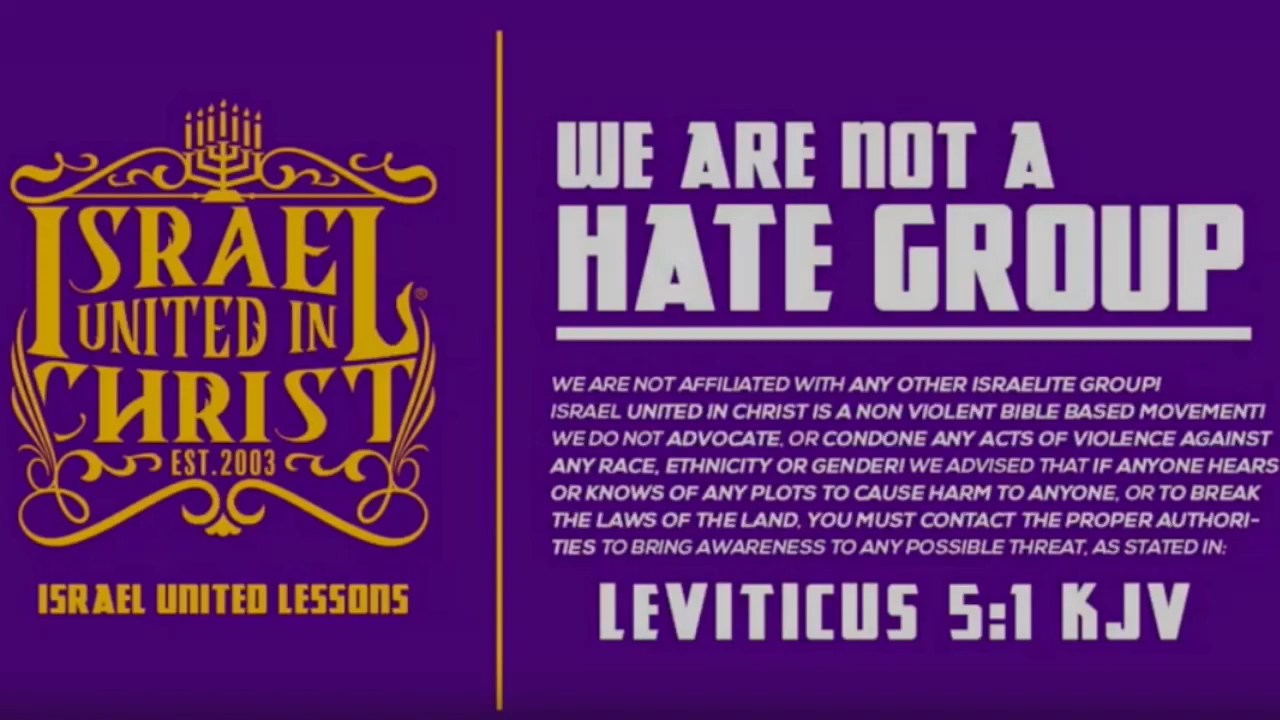 ISRAEL
UNITED IN
CHRIST
EST.2003
ISRAEL UNITED LESSONS
WE ARE NOT A
HATE GROUP
WE ARE NOT AFFILIATED WITH ANY OTHER ISRAELITE GROUP!
ISRAEL UNITED IN CHRIST IS A NON VIOLENT BIBLE BASED MOVEMENT!
WE DO NOT ADVOCATE, OR CONDONE ANY ACTS OF VIOLENCE AGAINST
ANY RACE, ETHNICITY OR GENDER! WE ADVISED THAT IF ANYONE HEARS
OR KNOWS OF ANY PLOTS TO CAUSE HARM TO ANYONE, OR TO BREAK
THE LAWS OF THE LAND, YOU MUST CONTACT THE PROPER AUTHORI-
TIES TO BRING AWARENESS TO ANY POSSIBLE THREAT, AS STATED IN:
LEVITICUS 5:1 KJV